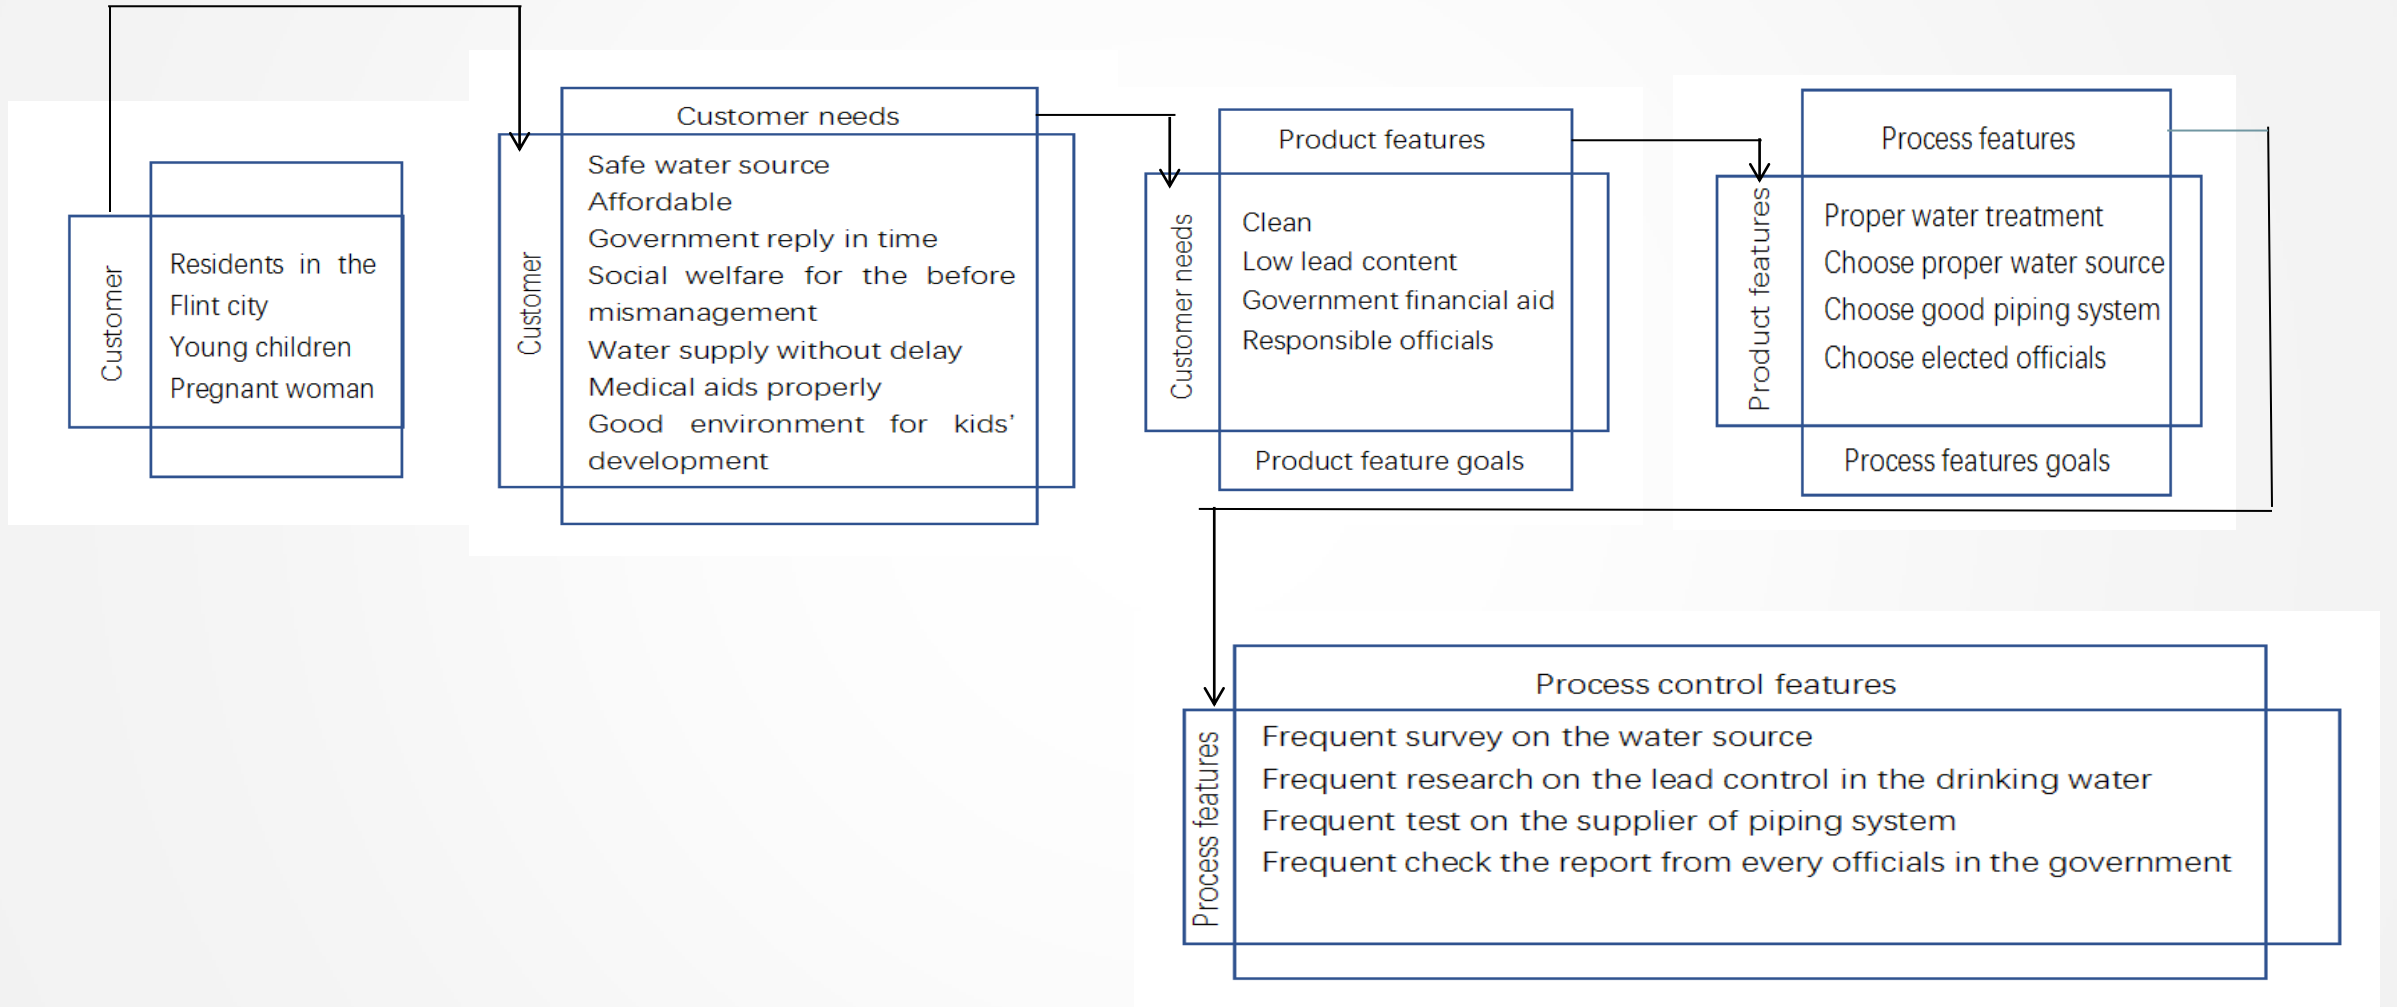 Customer
Residents in the
Flint city
Young children
Pregnant woman
Customer needs
Customer
Safe water source
Affordable
Government reply in time
Social welfare for the before
mismanagement
Water supply without delay
Medical aids properly
Good environment for kids'
development
Product features
Customer needs
Clean
Low lead content
Government financial aid
Responsible officials
Product feature goals
Process features
Product features
Proper water treatment
Choose proper water source
Choose good piping system
Choose elected officials
Process features goals
Process control features
Process features
Frequent survey on the water source
Frequent research on the lead control in the drinking water
Frequent test on the supplier of piping system
Frequent check the report from every officials in the government